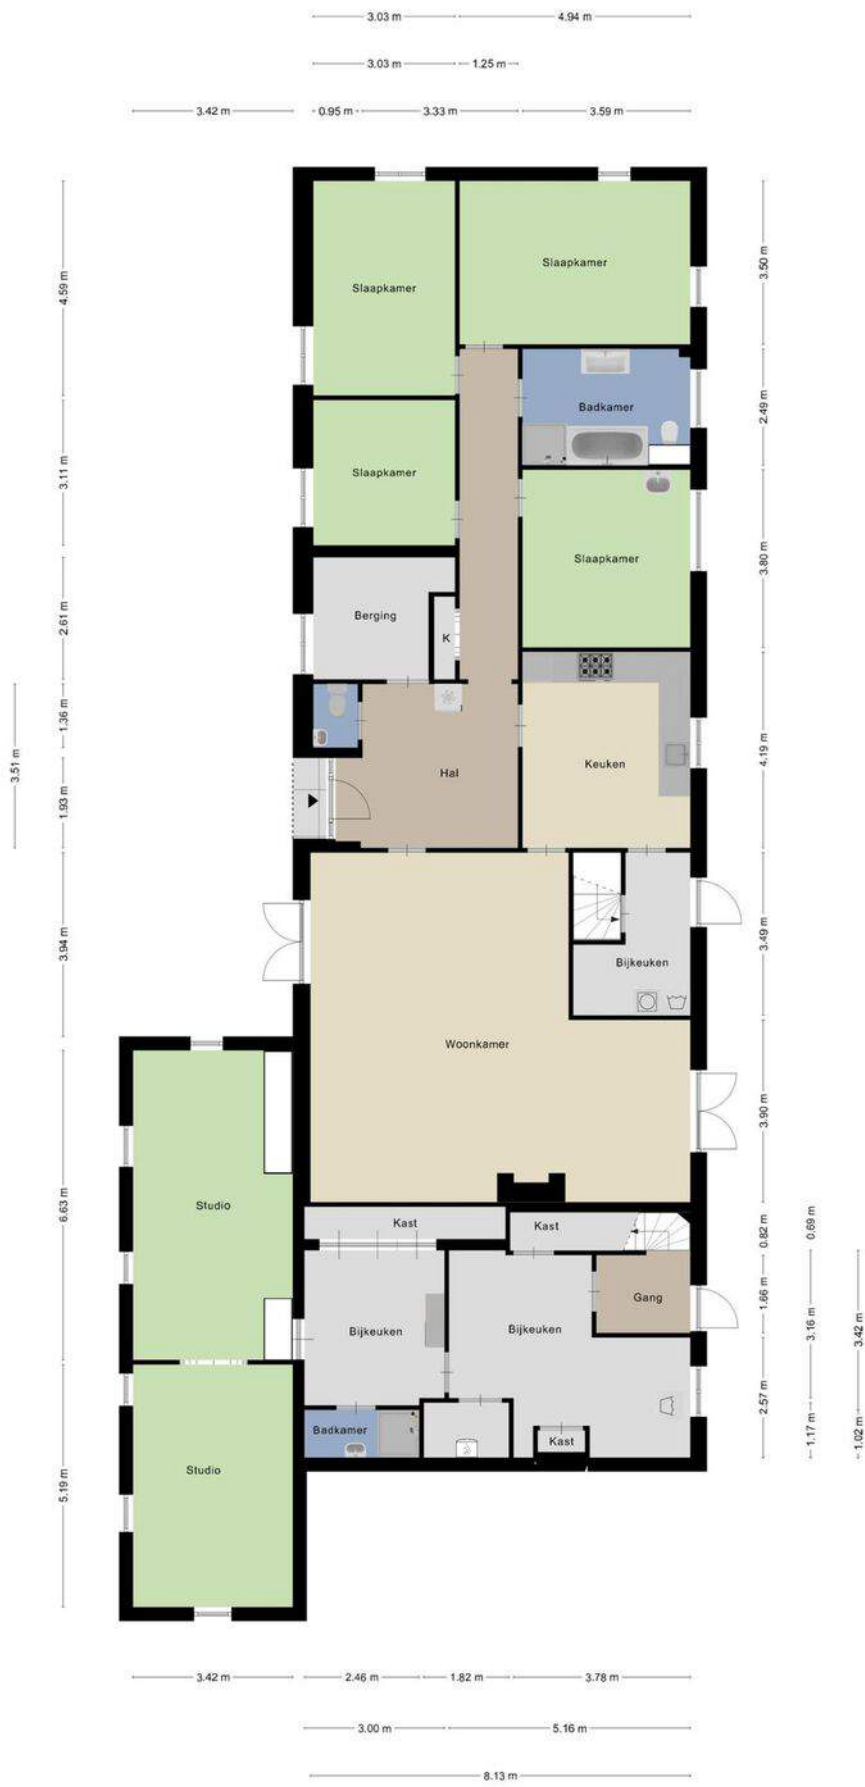 3.03 m
4.94 m
3.03 m
1.25 m
3.42 m
0.95 m
3.33 m
3.59 m
4.59 m
3.50 m
Slaapkamer
Slaapkamer
2.49 m
Badkamer
3.11 m
Slaapkamer
3.80 m
Slaapkamer
2.61 m
Berging
K
1.36 m
3.51 m
1.93 m
4.19 m
Hal
Keuken
3.94 m
3.49 m
Bijkeuken
Woonkamer
3.90 m
6.63 m
Studio
Kast
Kast
0.82 m
0.69 m
Gang
1.66 m
3.16 m
3.42 m
Bijkeuken
Bijkeuken
2.57 m
Badkamer
Kast
1.17 m
1.02 m
5.19 m
Studio
3.42 m
2.46 m
1.82 m
3.78 m
3.00 m
5.16 m
8.13 m